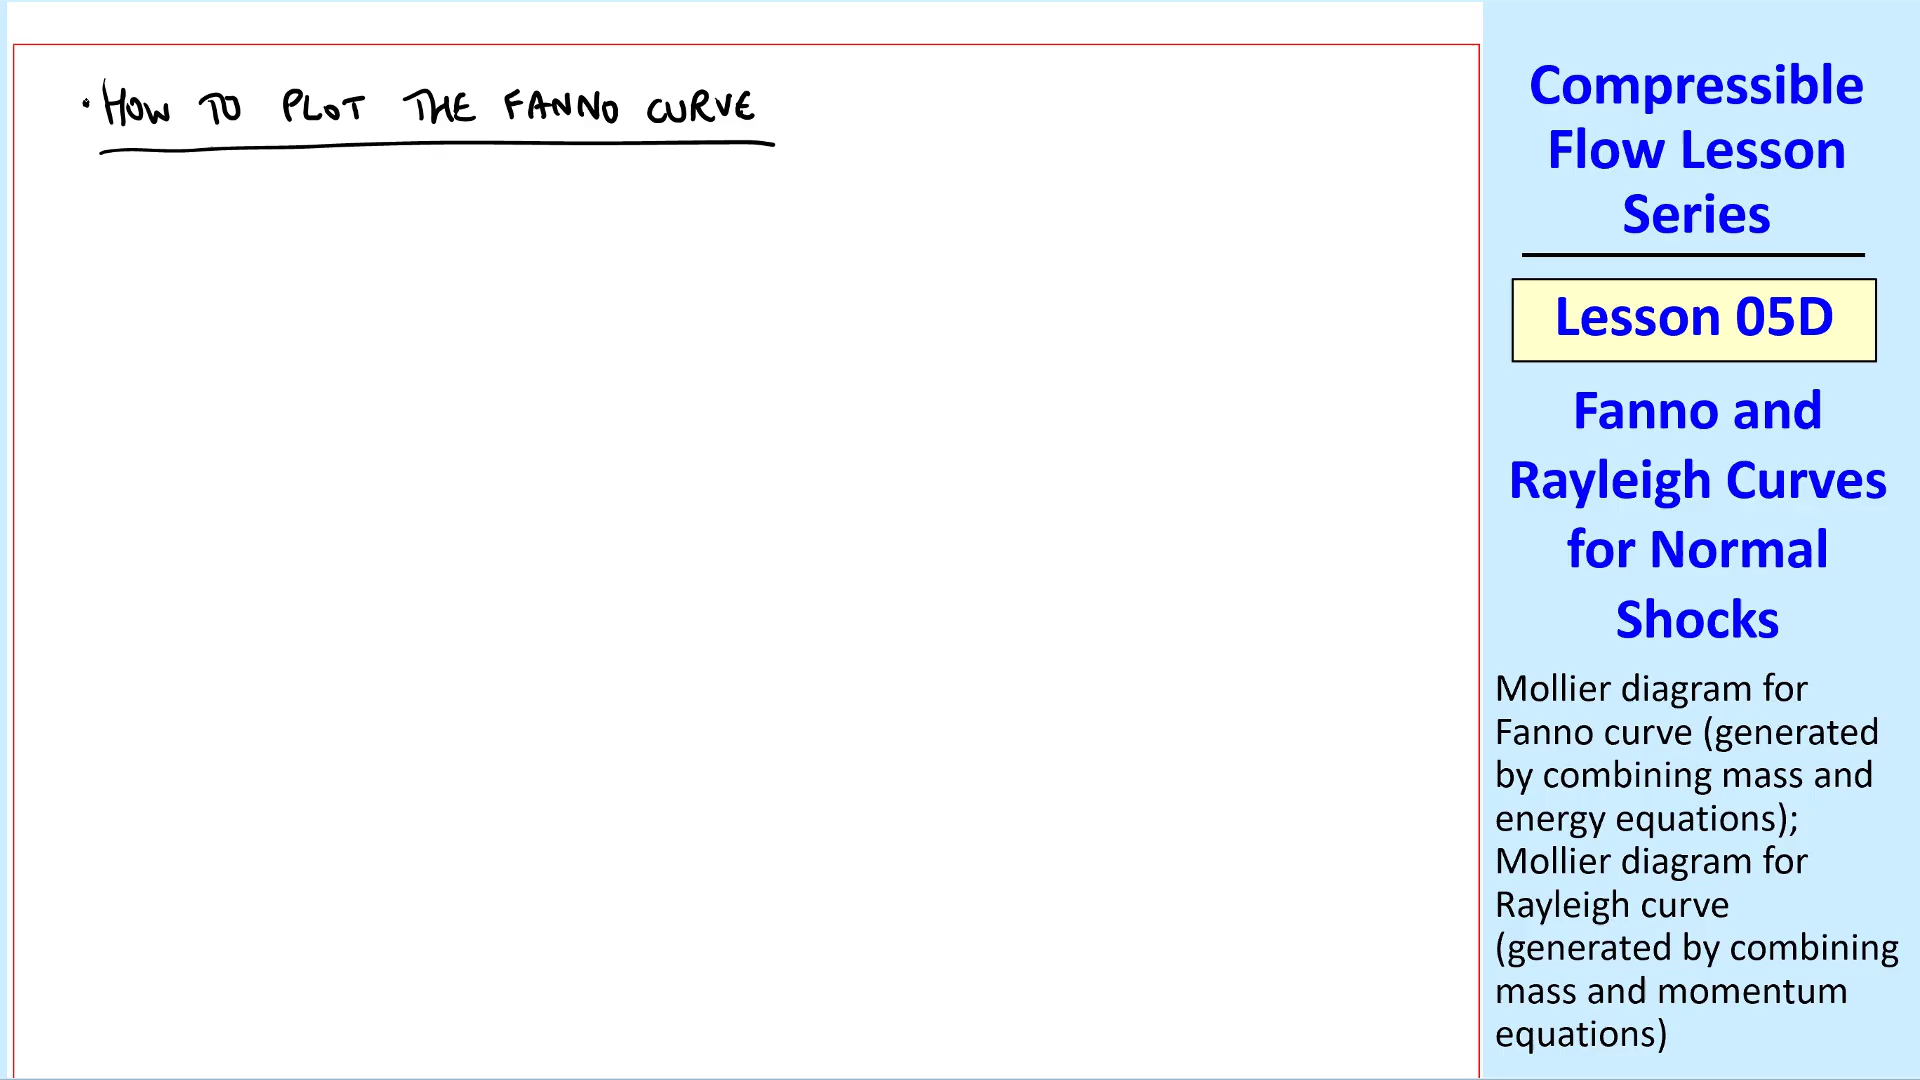 • HOW TO PLOT THE FANNO CURVE
Compressible
Flow Lesson
Series
Lesson 05D
Fanno and
Rayleigh Curves
for Normal
Shocks
Mollier diagram for
Fanno curve (generated
by combining mass and
energy equations);
Mollier diagram for
Rayleigh curve
(generated by combining
mass and momentum
equations)